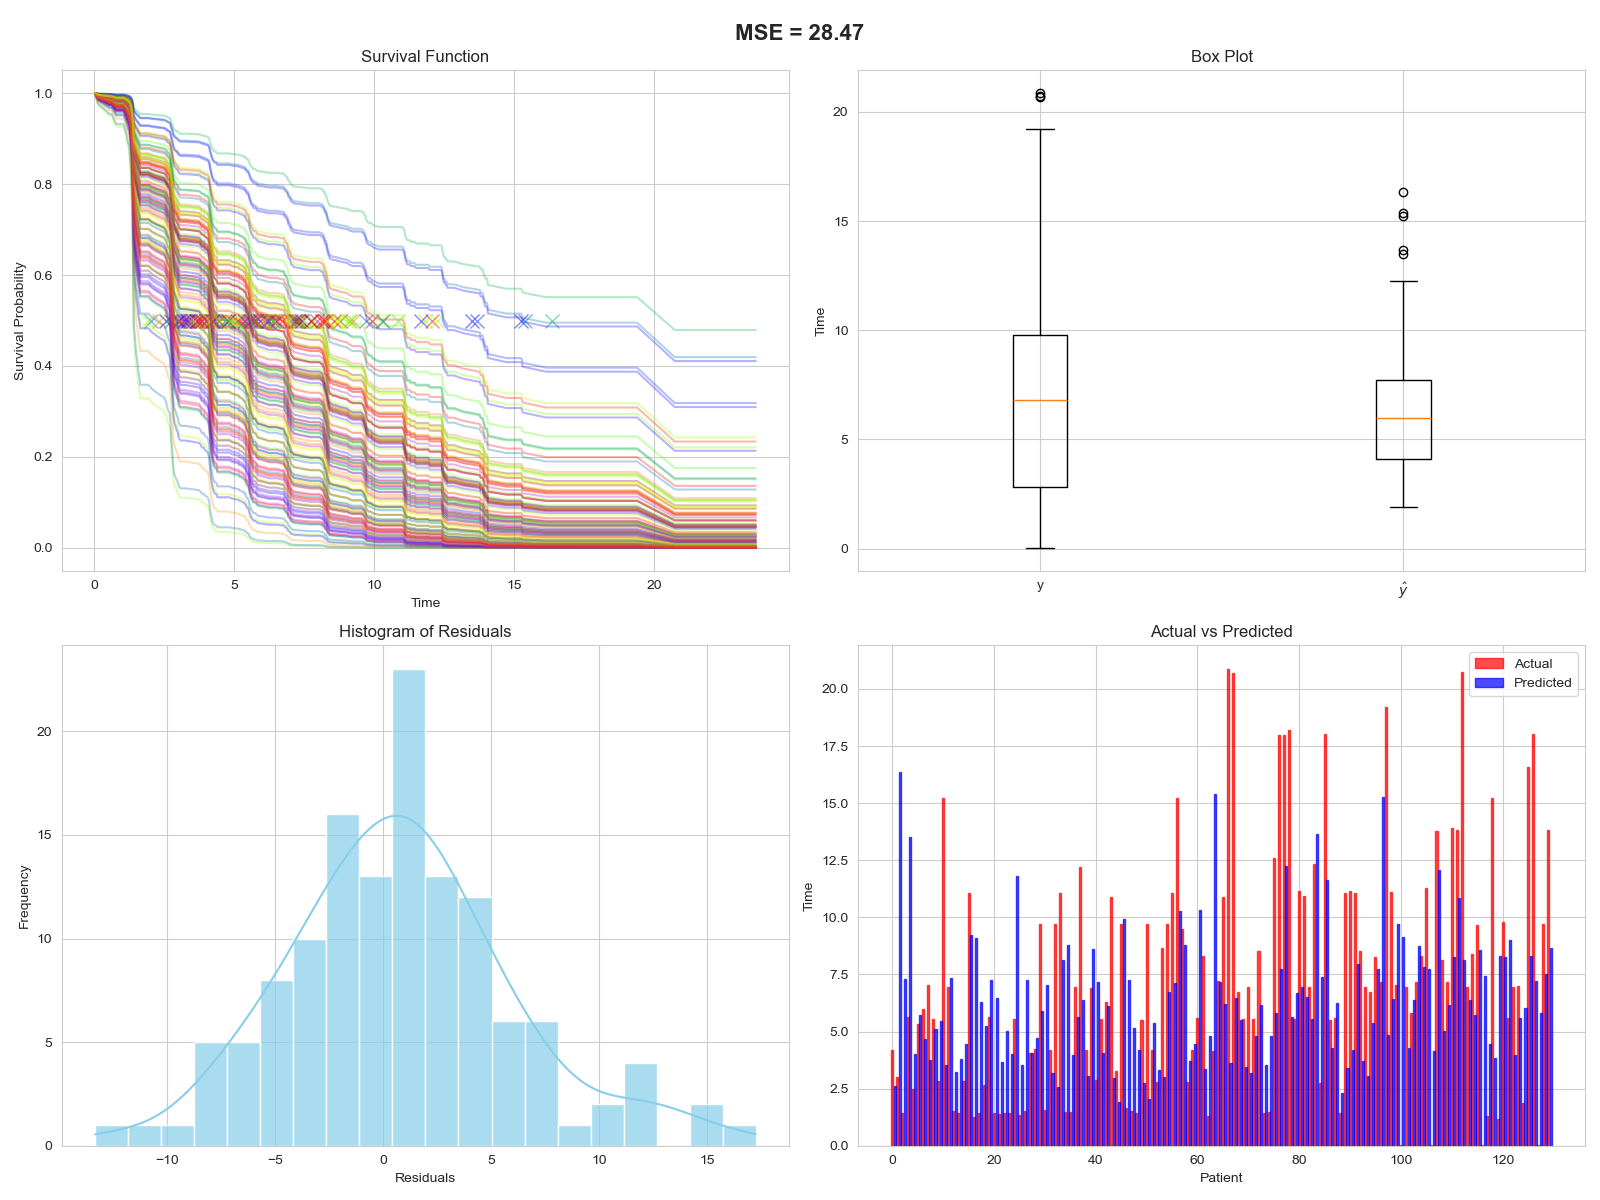 MSE = 28.47
Survival Function
1.0
0.8
0.6
0.4
0.2
0.0
Survival Probability
0
5
10
15
20
Time
Box Plot
20
15
10
5
0
Time
y
ŷ
Histogram of Residuals
20
15
10
5
0
Frequency
−10
−5
0
5
10
15
Residuals
Actual vs Predicted
Actual
Predicted
20.0
17.5
15.0
12.5
10.0
7.5
5.0
2.5
0.0
Time
0
20
40
60
80
100
120
Patient